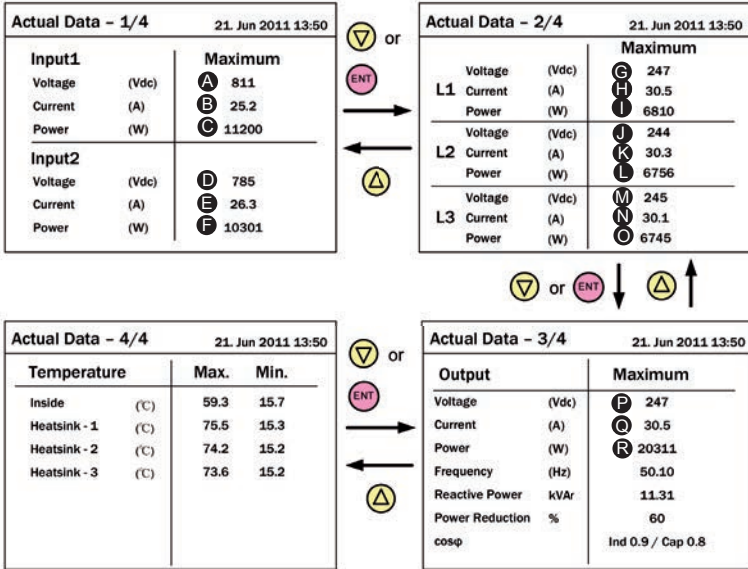 Actual Data – 1/4 21. Jun 2011 13:50
Input1 Maximum
Voltage (Vdc) A 811
Current (A) B 25.2
Power (W) C 11200
Input2
Voltage (Vdc) D 785
Current (A) E 26.3
Power (W) F 10301
or
ENT
Actual Data – 2/4 21. Jun 2011 13:50
Maximum
Voltage (Vdc) G 247
L1 Current (A) H 30.5
Power (W) I 6810
Voltage (Vdc) J 244
L2 Current (A) K 30.3
Power (W) L 6756
Voltage (Vdc) M 245
L3 Current (A) N 30.1
Power (W) O 6745
or ENT
Actual Data – 4/4 21. Jun 2011 13:50
Temperature Max. Min.
Inside (℃) 59.3 15.7
Heatsink - 1 (℃) 75.5 15.3
Heatsink - 2 (℃) 74.2 15.2
Heatsink - 3 (℃) 73.6 15.2
or
ENT
Actual Data – 3/4 21. Jun 2011 13:50
Output Maximum
Voltage (Vdc) P 247
Current (A) Q 30.5
Power (W) R 20311
Frequency (Hz) 50.10
Reactive Power kVAr 11.31
Power Reduction % 60
cosφ Ind 0.9 / Cap 0.8